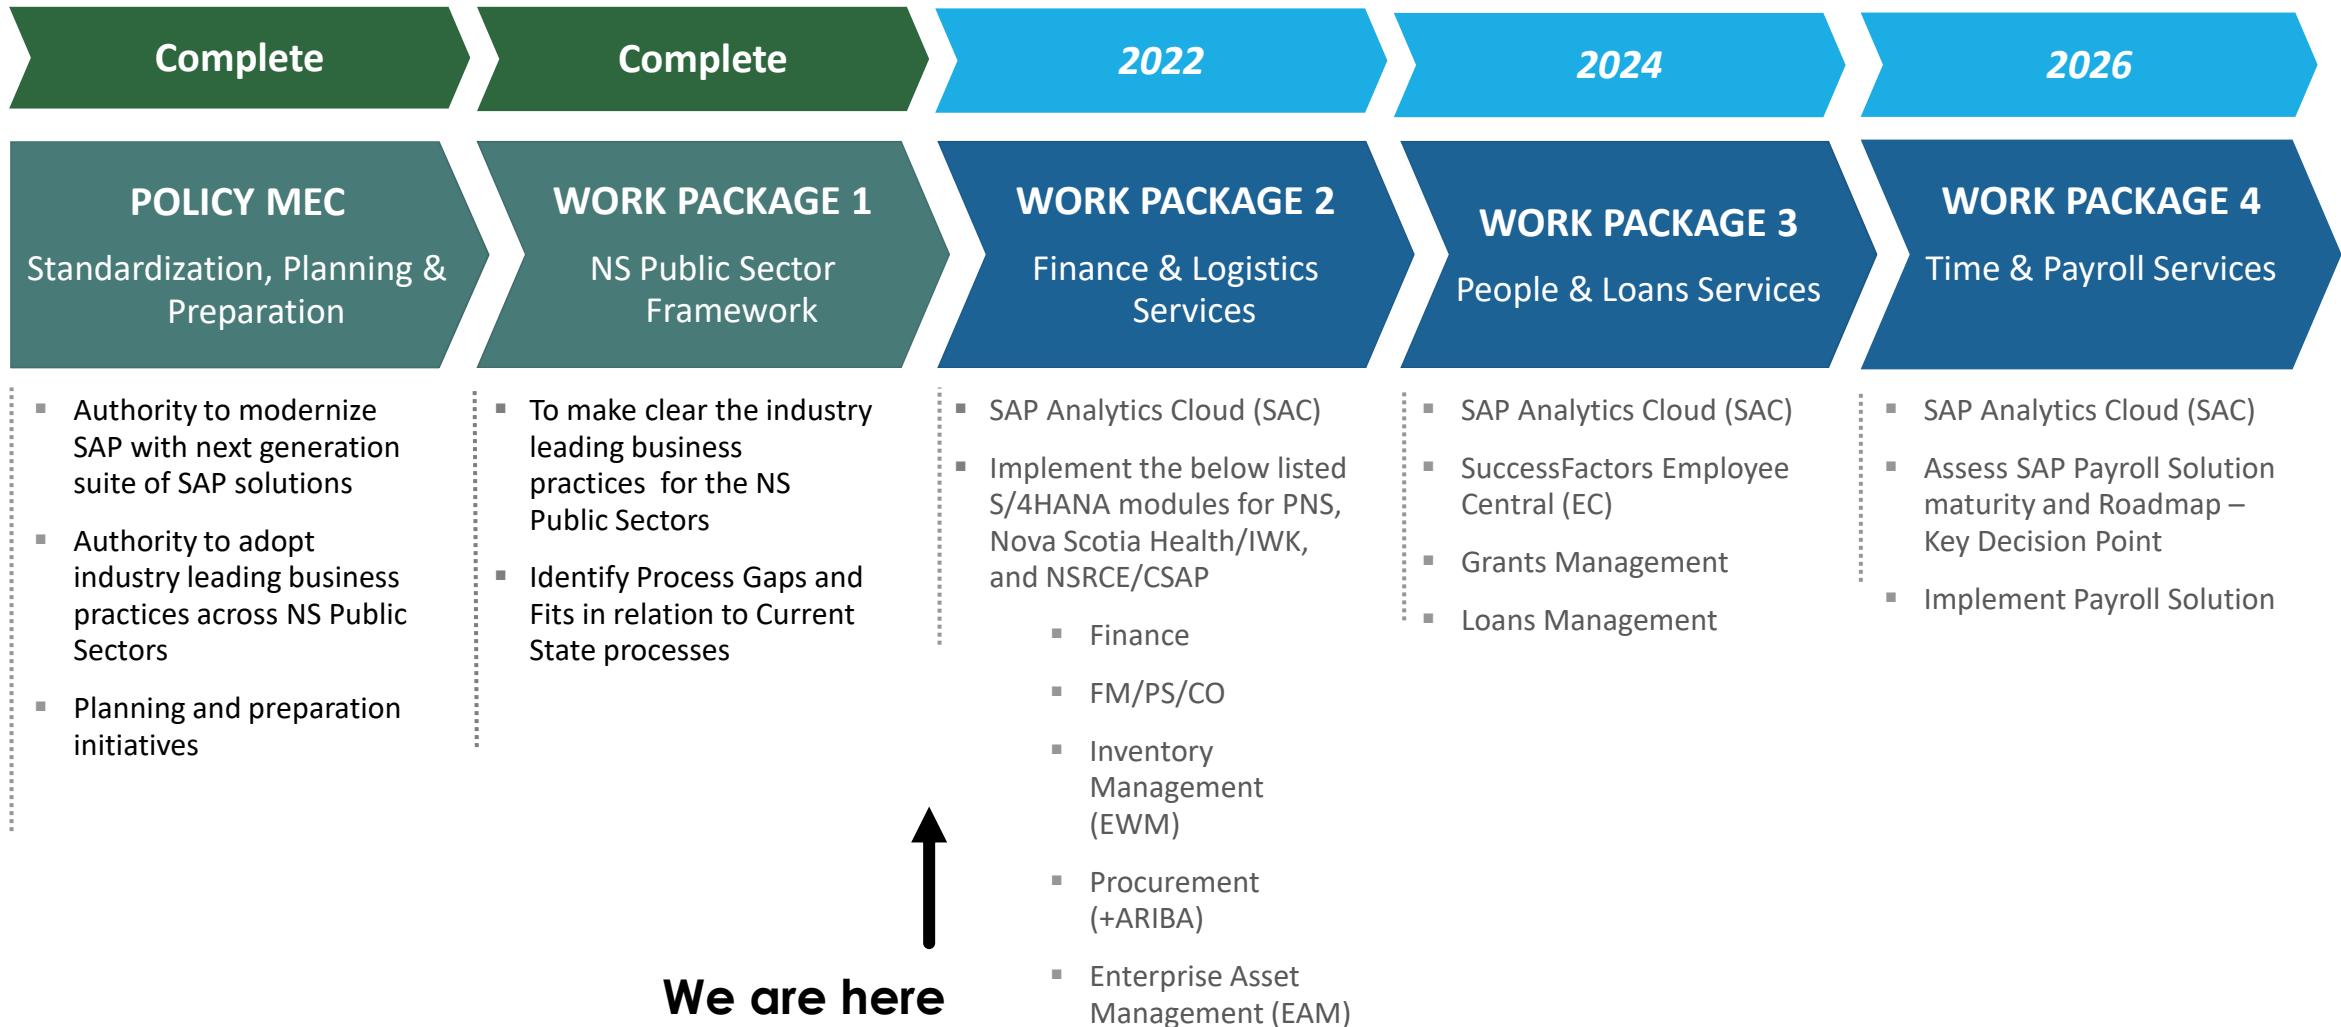 Complete
Complete
2022
2024
2026
POLICY MEC
Standardization, Planning &
Preparation
WORK PACKAGE 1
NS Public Sector
Framework
WORK PACKAGE 2
Finance & Logistics
Services
WORK PACKAGE 3
People & Loans Services
WORK PACKAGE 4
Time & Payroll Services
▪ Authority to modernize
SAP with next generation
suite of SAP solutions
▪ Authority to adopt
industry leading business
practices across NS Public
Sectors
▪ Planning and preparation
initiatives
▪ To make clear the industry
leading business
practices  for the NS
Public Sectors
▪ Identify Process Gaps and
Fits in relation to Current
State processes
▪ SAP Analytics Cloud (SAC)
▪ Implement the below listed
S/4HANA modules for PNS,
Nova Scotia Health/IWK,
and NSRCE/CSAP
▪ Finance
▪ FM/PS/CO
▪ Inventory
Management
(EWM)
▪ Procurement
(+ARIBA)
▪ Enterprise Asset
Management (EAM)
▪ SAP Analytics Cloud (SAC)
▪ SuccessFactors Employee
Central (EC)
▪ Grants Management
▪ Loans Management
▪ SAP Analytics Cloud (SAC)
▪ Assess SAP Payroll Solution
maturity and Roadmap –
Key Decision Point
▪ Implement Payroll Solution
We are here